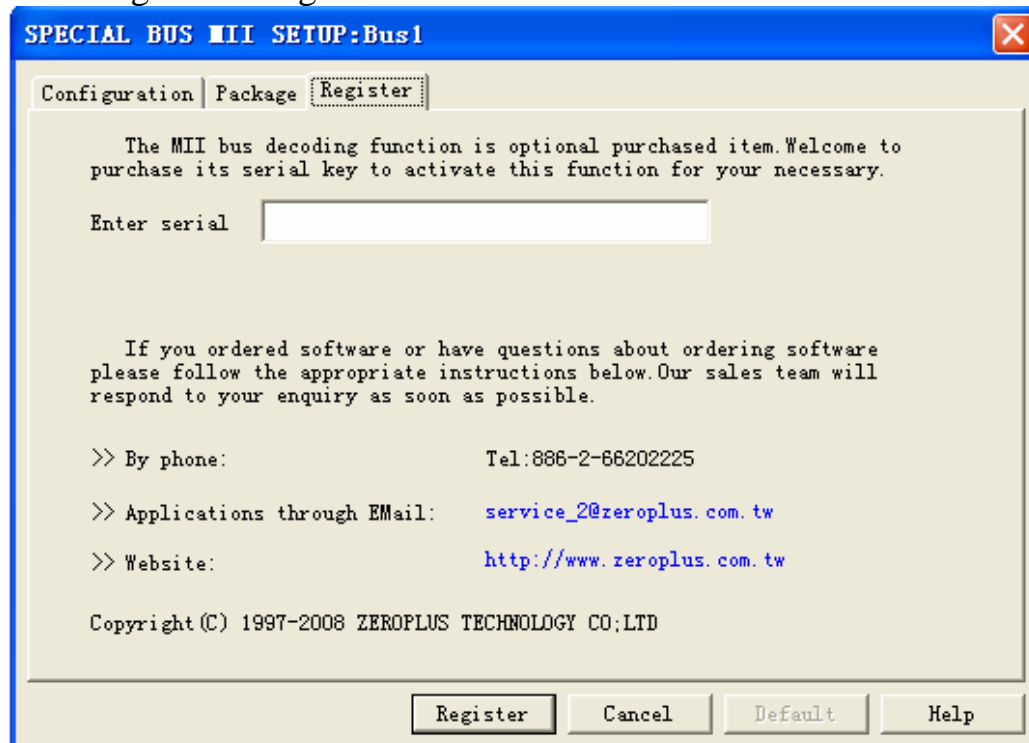 SPECIAL BUS MII SETUP:Bus1
Configuration Package Register
The MII bus decoding function is optional purchased item.Welcome to
purchase its serial key to activate this function for your necessary.
Enter serial
If you ordered software or have questions about ordering software
please follow the appropriate instructions below.Our sales team will
respond to your enquiry as soon as possible.
>> By phone: Tel:886-2-66202225
>> Applications through EMail: service_2@zeroplus.com.tw
>> Website: http://www.zeroplus.com.tw
Copyright(C) 1997-2008 ZEROPLUS TECHNOLOGY CO;LTD
Register Cancel Default Help